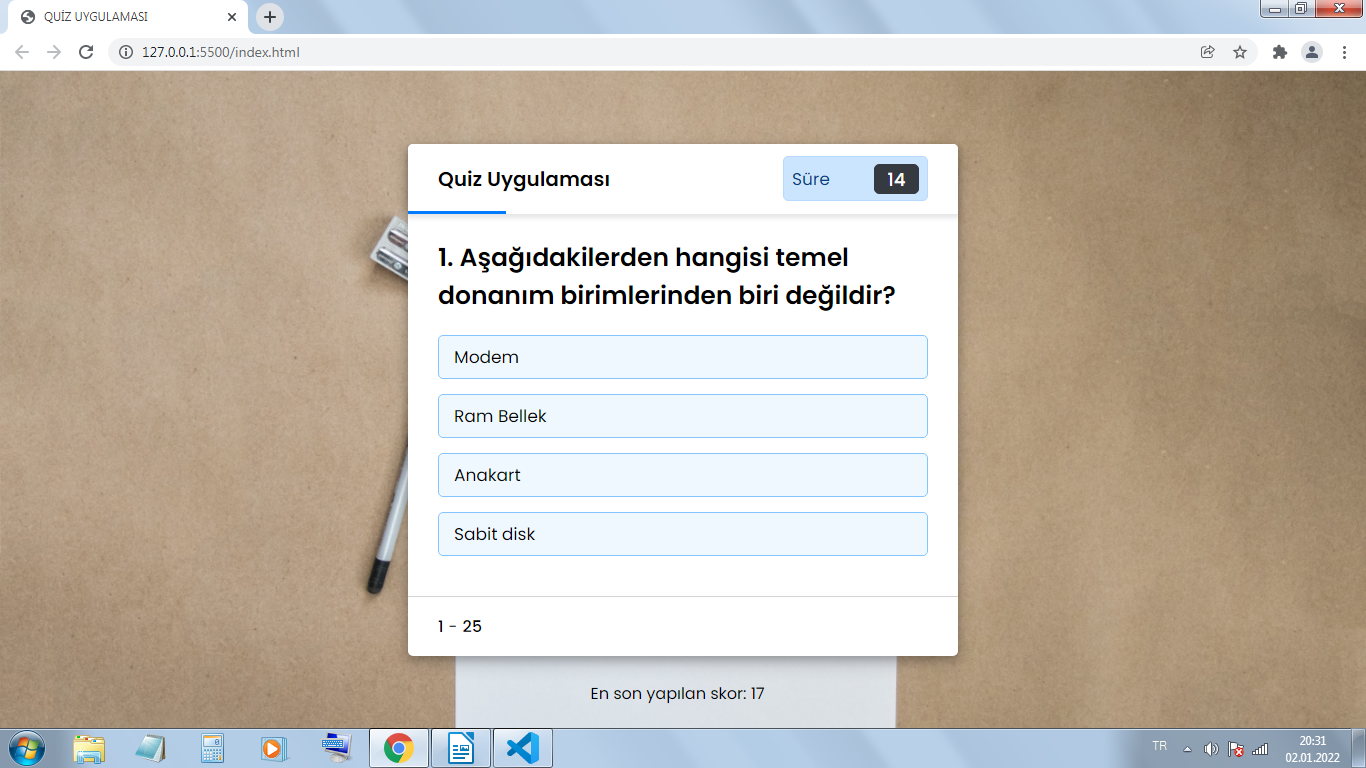 QUİZ UYGULAMASI
127.0.0.1:5500/index.html
Quiz Uygulaması
Süre 14
1. Aşağıdakilerden hangisi temel
donanım birimlerinden biri değildir?
Modem
Ram Bellek
Anakart
Sabit disk
1 - 25
En son yapılan skor: 17
TR
20:31
02.01.2022